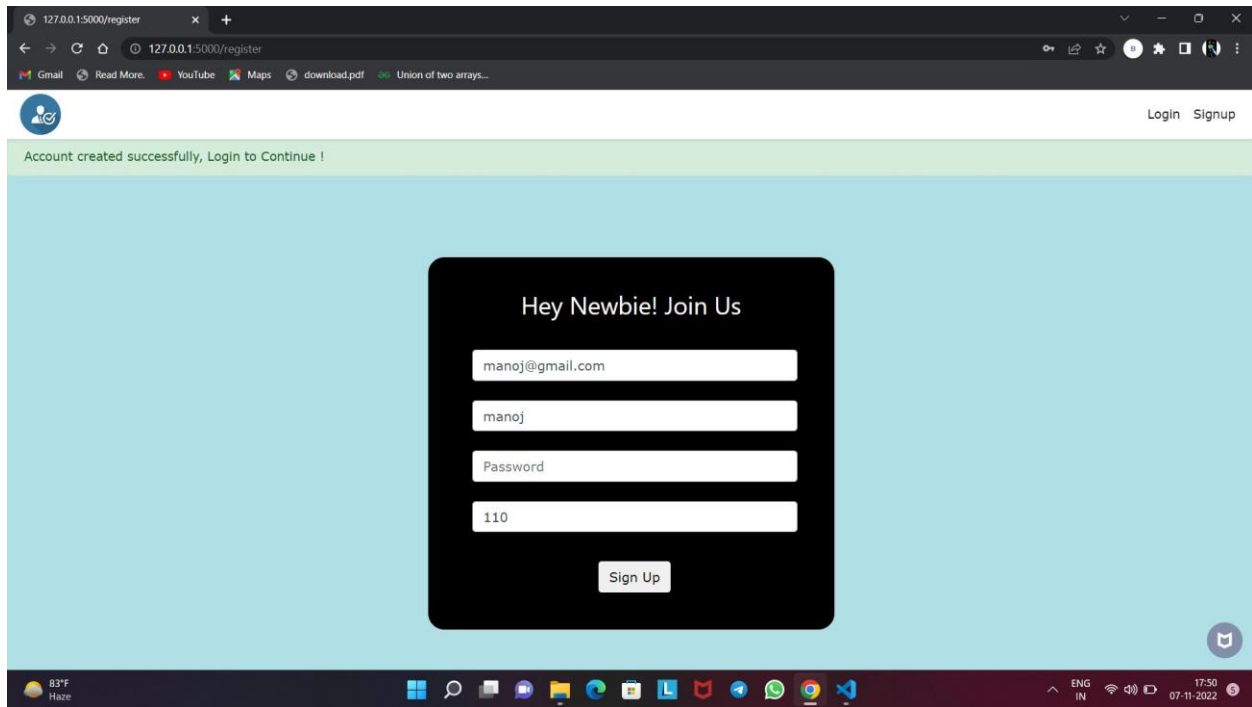 127.0.0.1:5000/register
127.0.0.1:5000/register
Gmail Read More. YouTube Maps download.pdf Union of two arrays...
Login Signup
Account created successfully, Login to Continue !
Hey Newbie! Join Us
manoj@gmail.com
manoj
Password
110
Sign Up
83°F
Haze
ENG
IN
17:50
07-11-2022
5